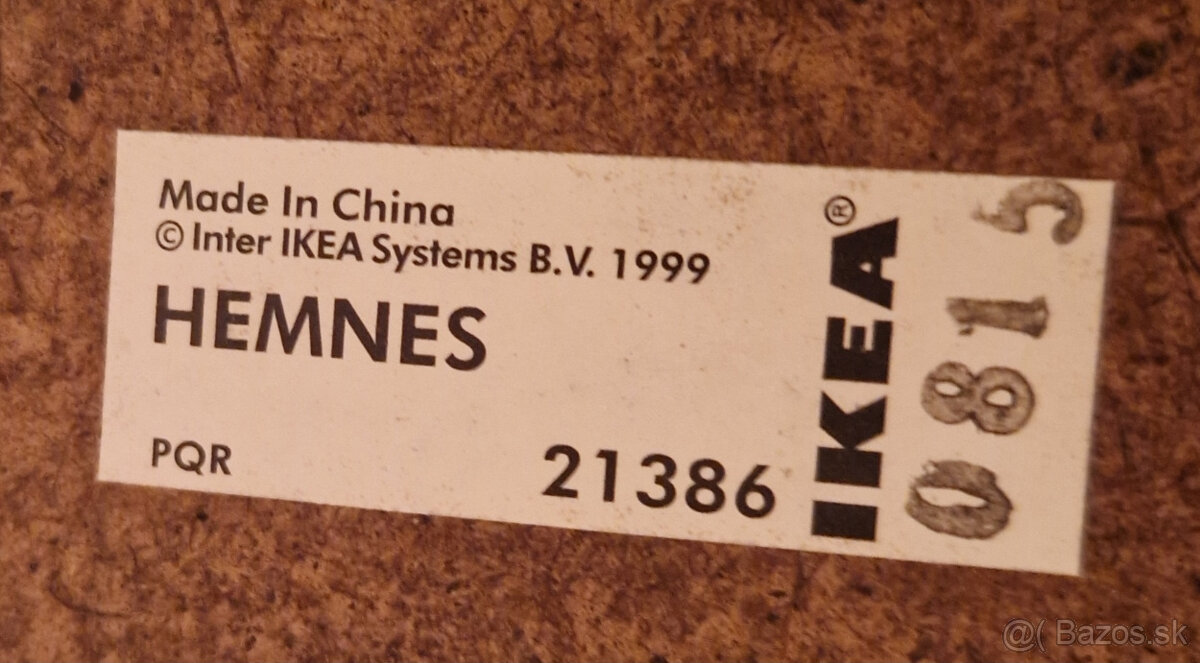 Made In China
© Inter IKEA Systems B.V. 1999
HEMNES
PQR
21386
IKEA®
0815
@( Bazos.sk